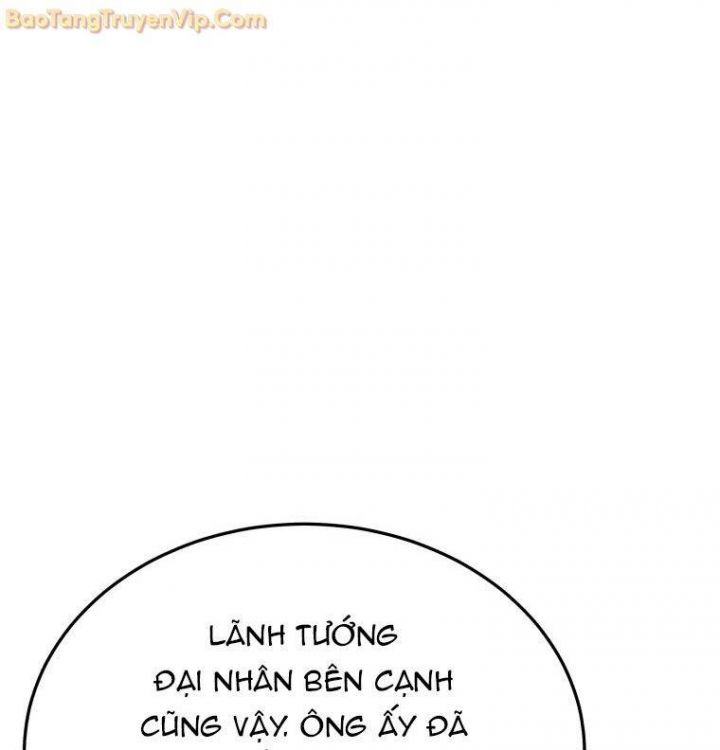 BaoTangTruyenVip.Com
LÃNH TƯỚNG
ĐẠI NHÂN BÊN CẠNH
CŨNG VẬY. ÔNG ẤY ĐÃ